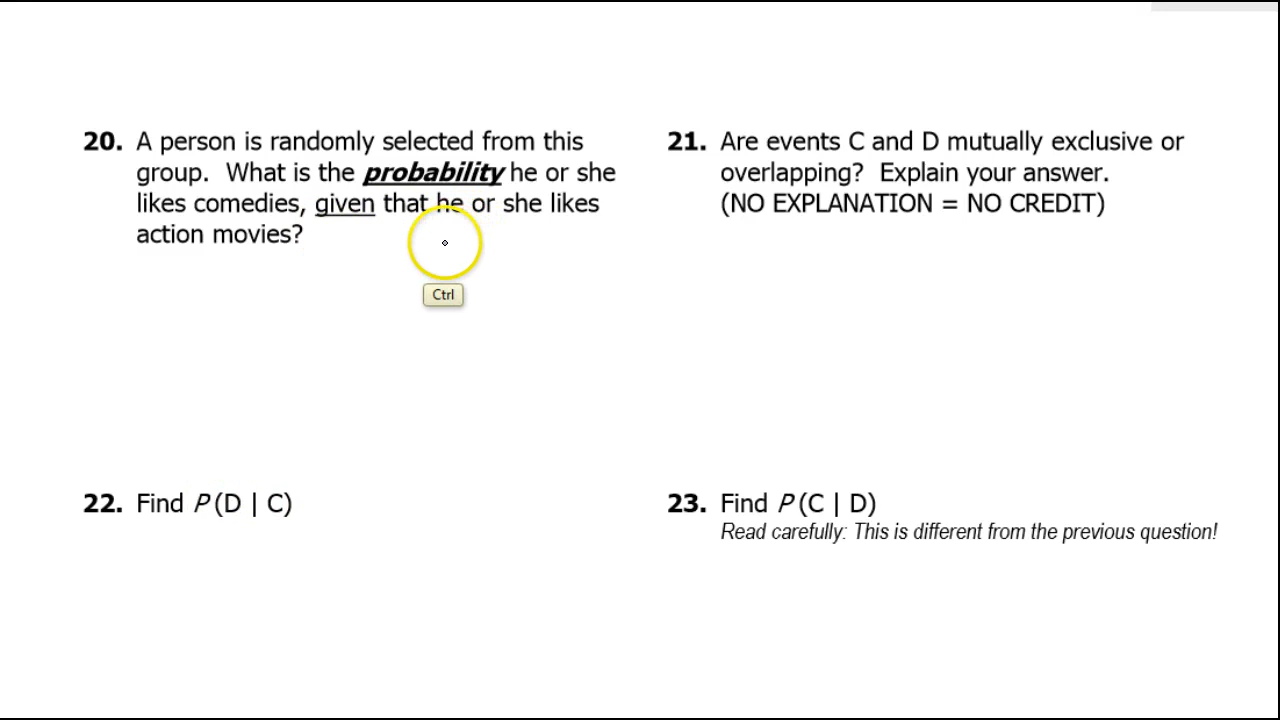 20. A person is randomly selected from this
group. What is the probability he or she
likes comedies, given that he or she likes
action movies?
Ctrl
21. Are events C and D mutually exclusive or
overlapping? Explain your answer.
(NO EXPLANATION = NO CREDIT)
22. Find P(D | C)
23. Find P(C | D)
Read carefully: This is different from the previous question!